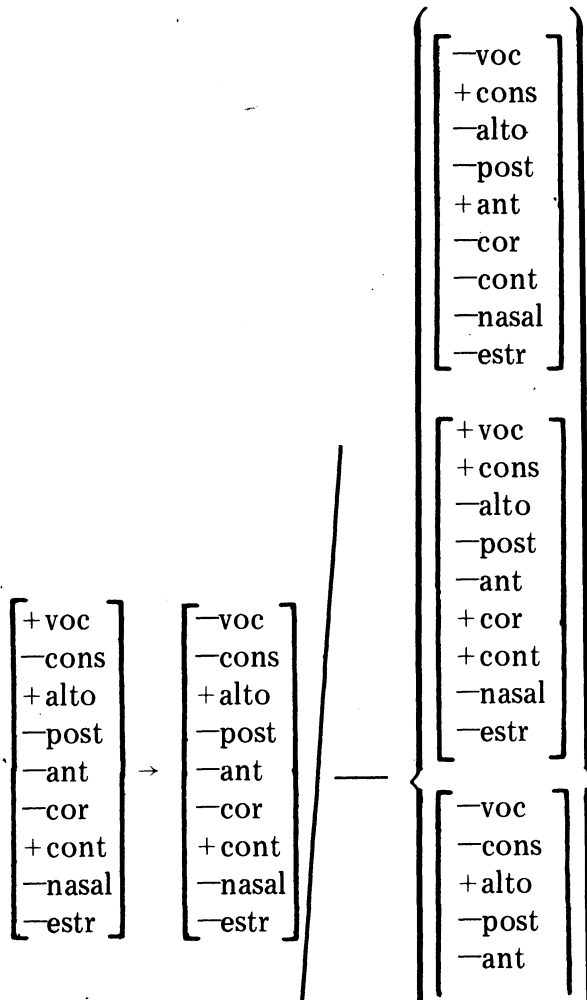 —voc
+cons
—alto
—post
+ant
—cor
—cont
—nasal
—estr
+voc
+cons
—alto
—post
—ant
+cor
+cont
—nasal
—estr
+voc
—cons
+alto
—post
—ant
—cor
+cont
—nasal
—estr
→
—voc
—cons
+alto
—post
—ant
—cor
+cont
—nasal
—estr
/ —
—voc
—cons
+alto
—post
—ant